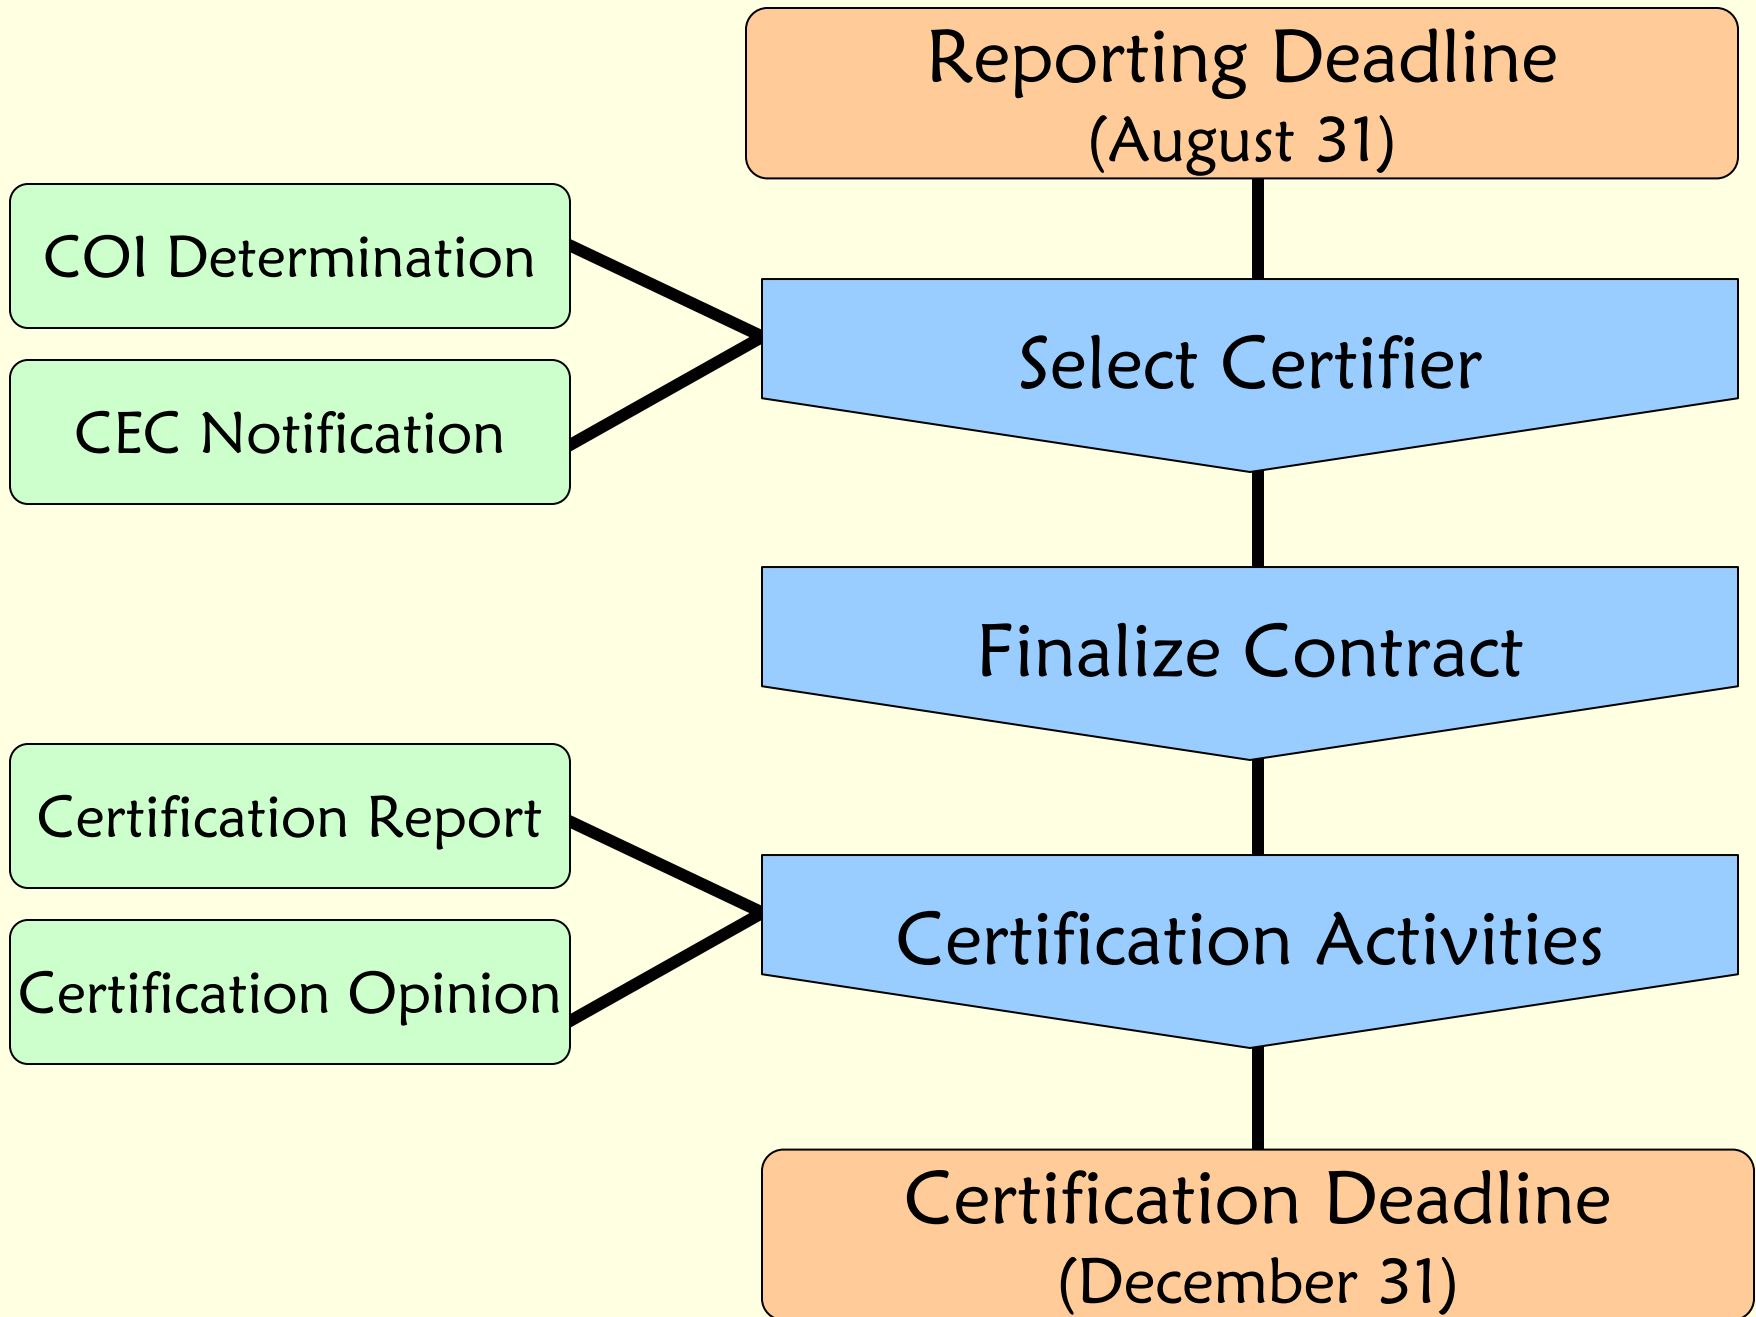 Reporting Deadline
(August 31)
COI Determination
CEC Notification
Select Certifier
Finalize Contract
Certification Report
Certification Opinion
Certification Activities
Certification Deadline
(December 31)